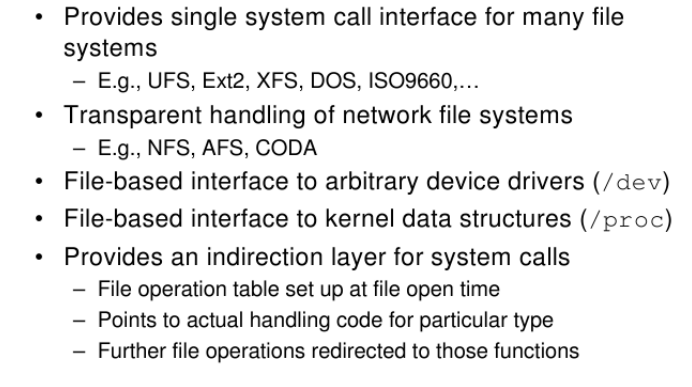 • Provides single system call interface for many file
systems
– E.g., UFS, Ext2, XFS, DOS, ISO9660,…
• Transparent handling of network file systems
– E.g., NFS, AFS, CODA
• File-based interface to arbitrary device drivers (/dev)
• File-based interface to kernel data structures (/proc)
• Provides an indirection layer for system calls
– File operation table set up at file open time
– Points to actual handling code for particular type
– Further file operations redirected to those functions